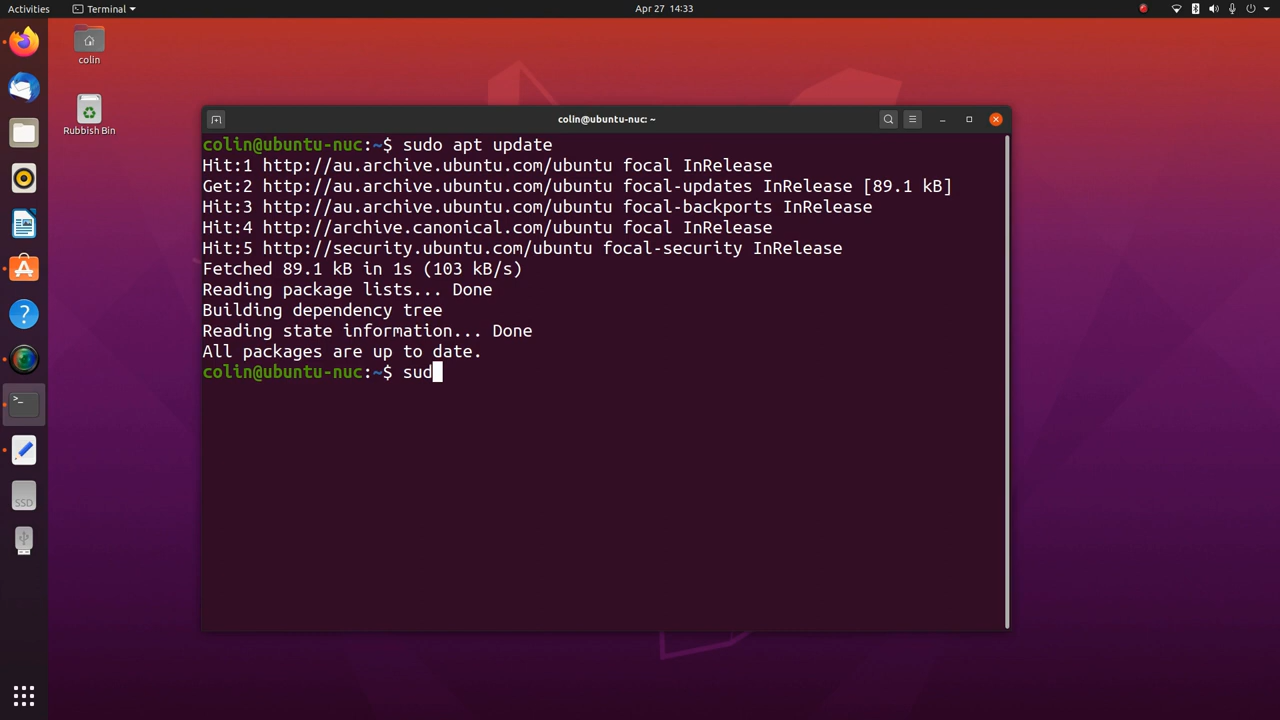 Activities
Terminal
Apr 27 14:33
colin
Rubbish Bin
colin@ubuntu-nuc: ~
colin@ubuntu-nuc:~$ sudo apt update
Hit:1 http://au.archive.ubuntu.com/ubuntu focal InRelease
Get:2 http://au.archive.ubuntu.com/ubuntu focal-updates InRelease [89.1 kB]
Hit:3 http://au.archive.ubuntu.com/ubuntu focal-backports InRelease
Hit:4 http://archive.canonical.com/ubuntu focal InRelease
Hit:5 http://security.ubuntu.com/ubuntu focal-security InRelease
Fetched 89.1 kB in 1s (103 kB/s)
Reading package lists... Done
Building dependency tree
Reading state information... Done
All packages are up to date.
colin@ubuntu-nuc:~$ sud
SSD